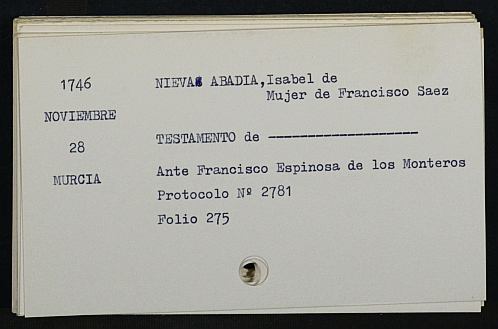 1746
NOVIEMBRE
28
MURCIA
NIEVAS ABADIA,Isabel de
Mujer de Francisco Saez
TESTAMENTO de -------------------
Ante Francisco Espinosa de los Monteros
Protocolo Nº 2781
Folio 275